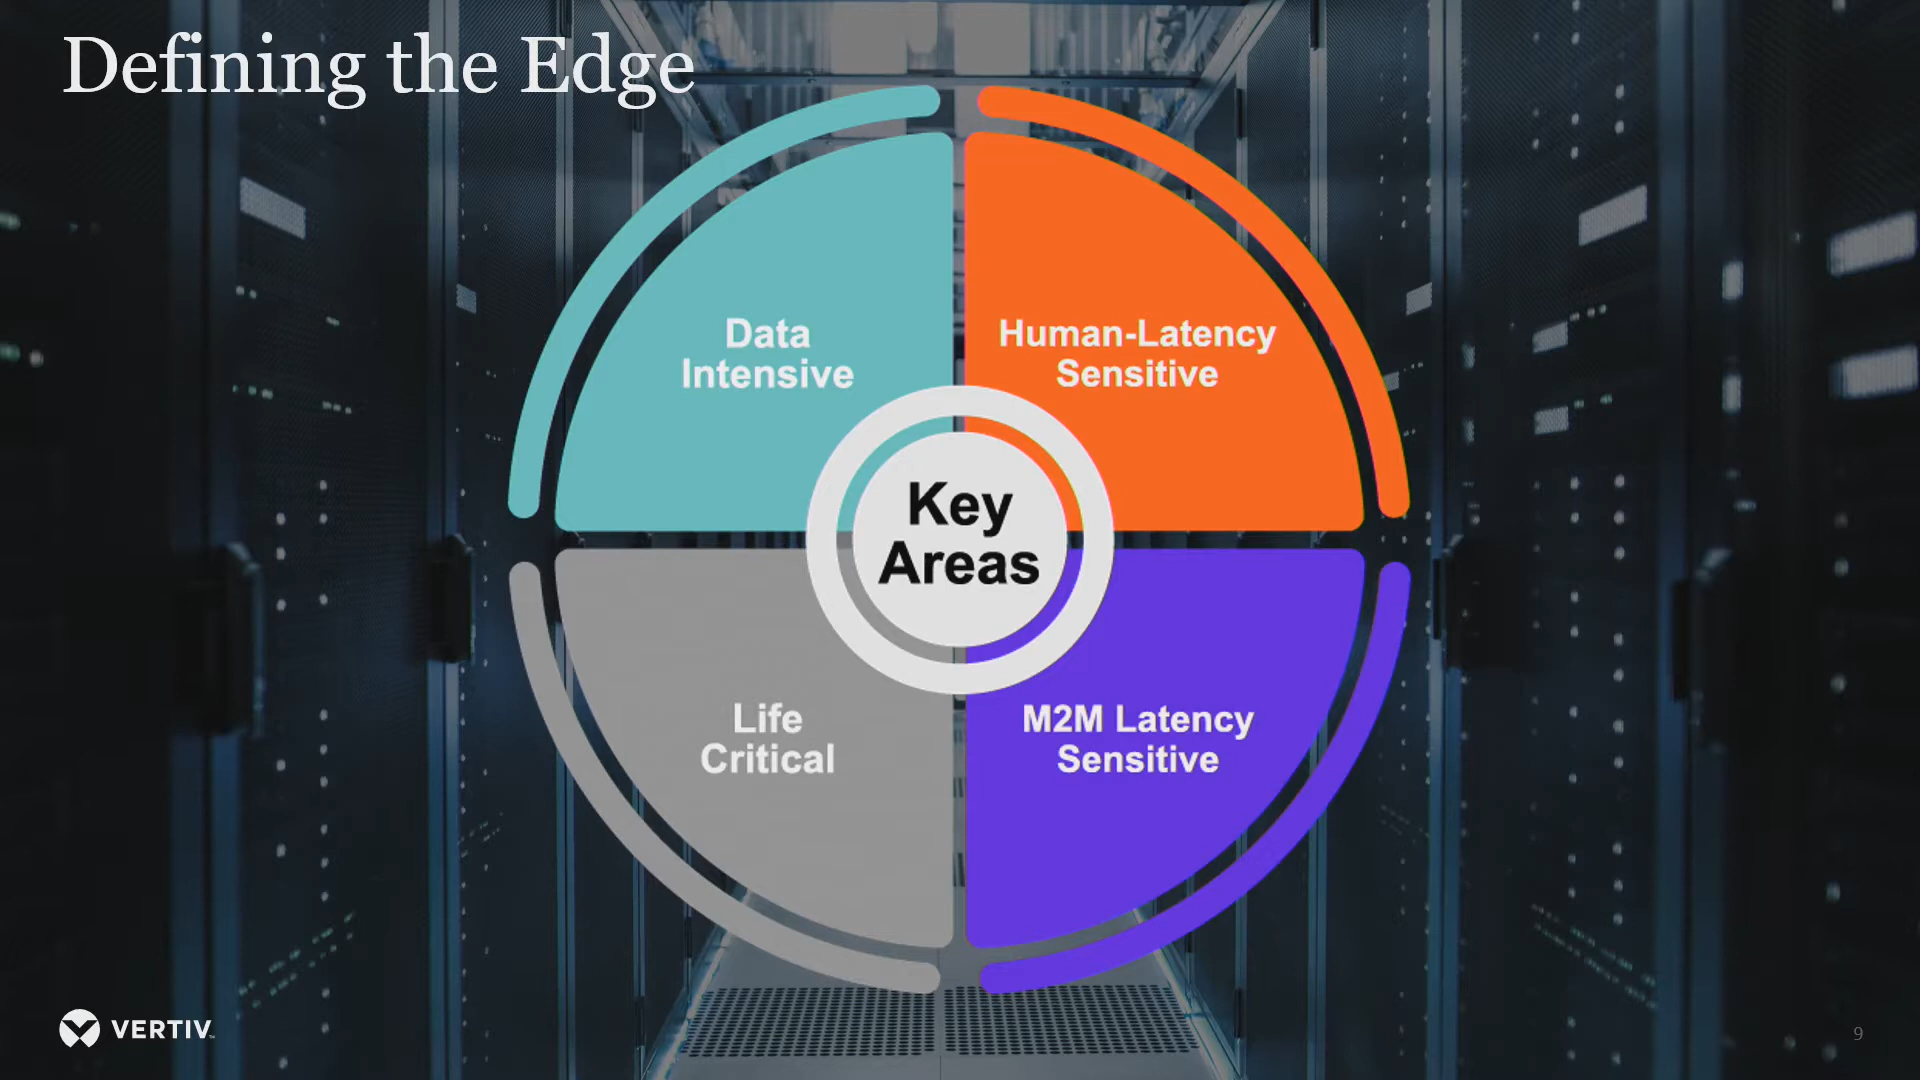 Defining the Edge
Data
Intensive
Human-Latency
Sensitive
Key
Areas
Life
Critical
M2M Latency
Sensitive
VERTIV
9